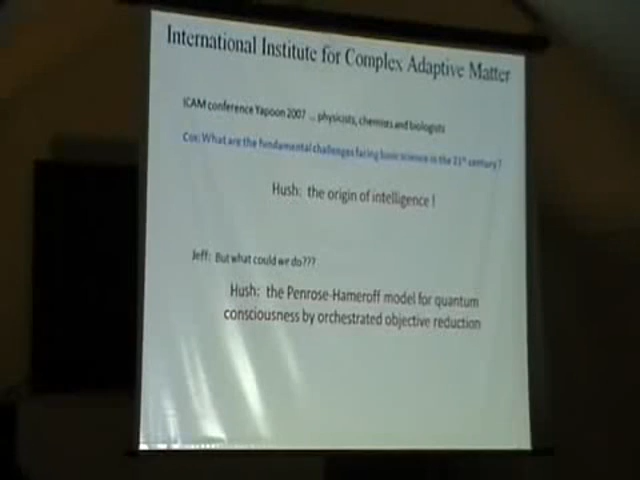 International Institute for Complex Adaptive Matter
ICAM conference Yapoon 2007 ... physicists, chemists and biologists
Cox: What are the fundamental challenges facing basic science in the 21st century?
Hush: the origin of intelligence!
Jeff: But what could we do???
Hush: the Penrose-Hameroff model for quantum
consciousness by orchestrated objective reduction